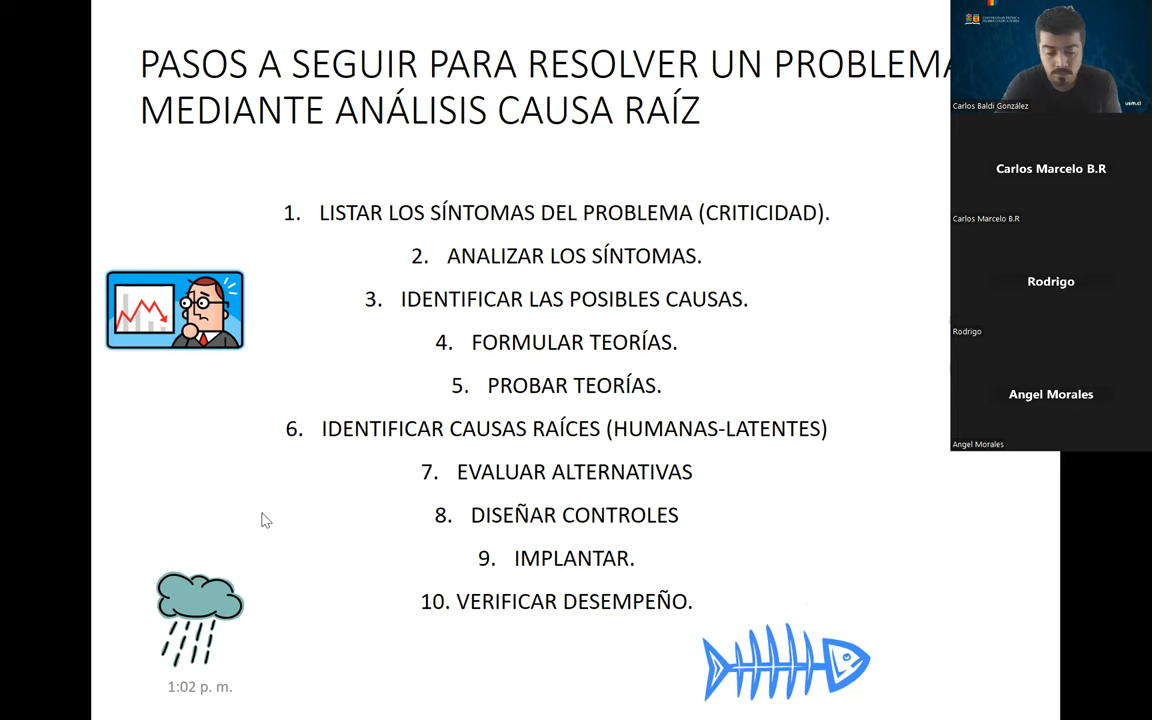 PASOS A SEGUIR PARA RESOLVER UN PROBLEMA
MEDIANTE ANÁLISIS CAUSA RAÍZ
1. LISTAR LOS SÍNTOMAS DEL PROBLEMA (CRITICIDAD).
2. ANALIZAR LOS SÍNTOMAS.
3. IDENTIFICAR LAS POSIBLES CAUSAS.
4. FORMULAR TEORÍAS.
5. PROBAR TEORÍAS.
6. IDENTIFICAR CAUSAS RAÍCES (HUMANAS-LATENTES)
7. EVALUAR ALTERNATIVAS
8. DISEÑAR CONTROLES
9. IMPLANTAR.
10. VERIFICAR DESEMPEÑO.
1:02 p. m.
usm.cl
Carlos Baldi González
Carlos Marcelo B.R
Carlos Marcelo B.R
Rodrigo
Rodrigo
Angel Morales
Angel Morales